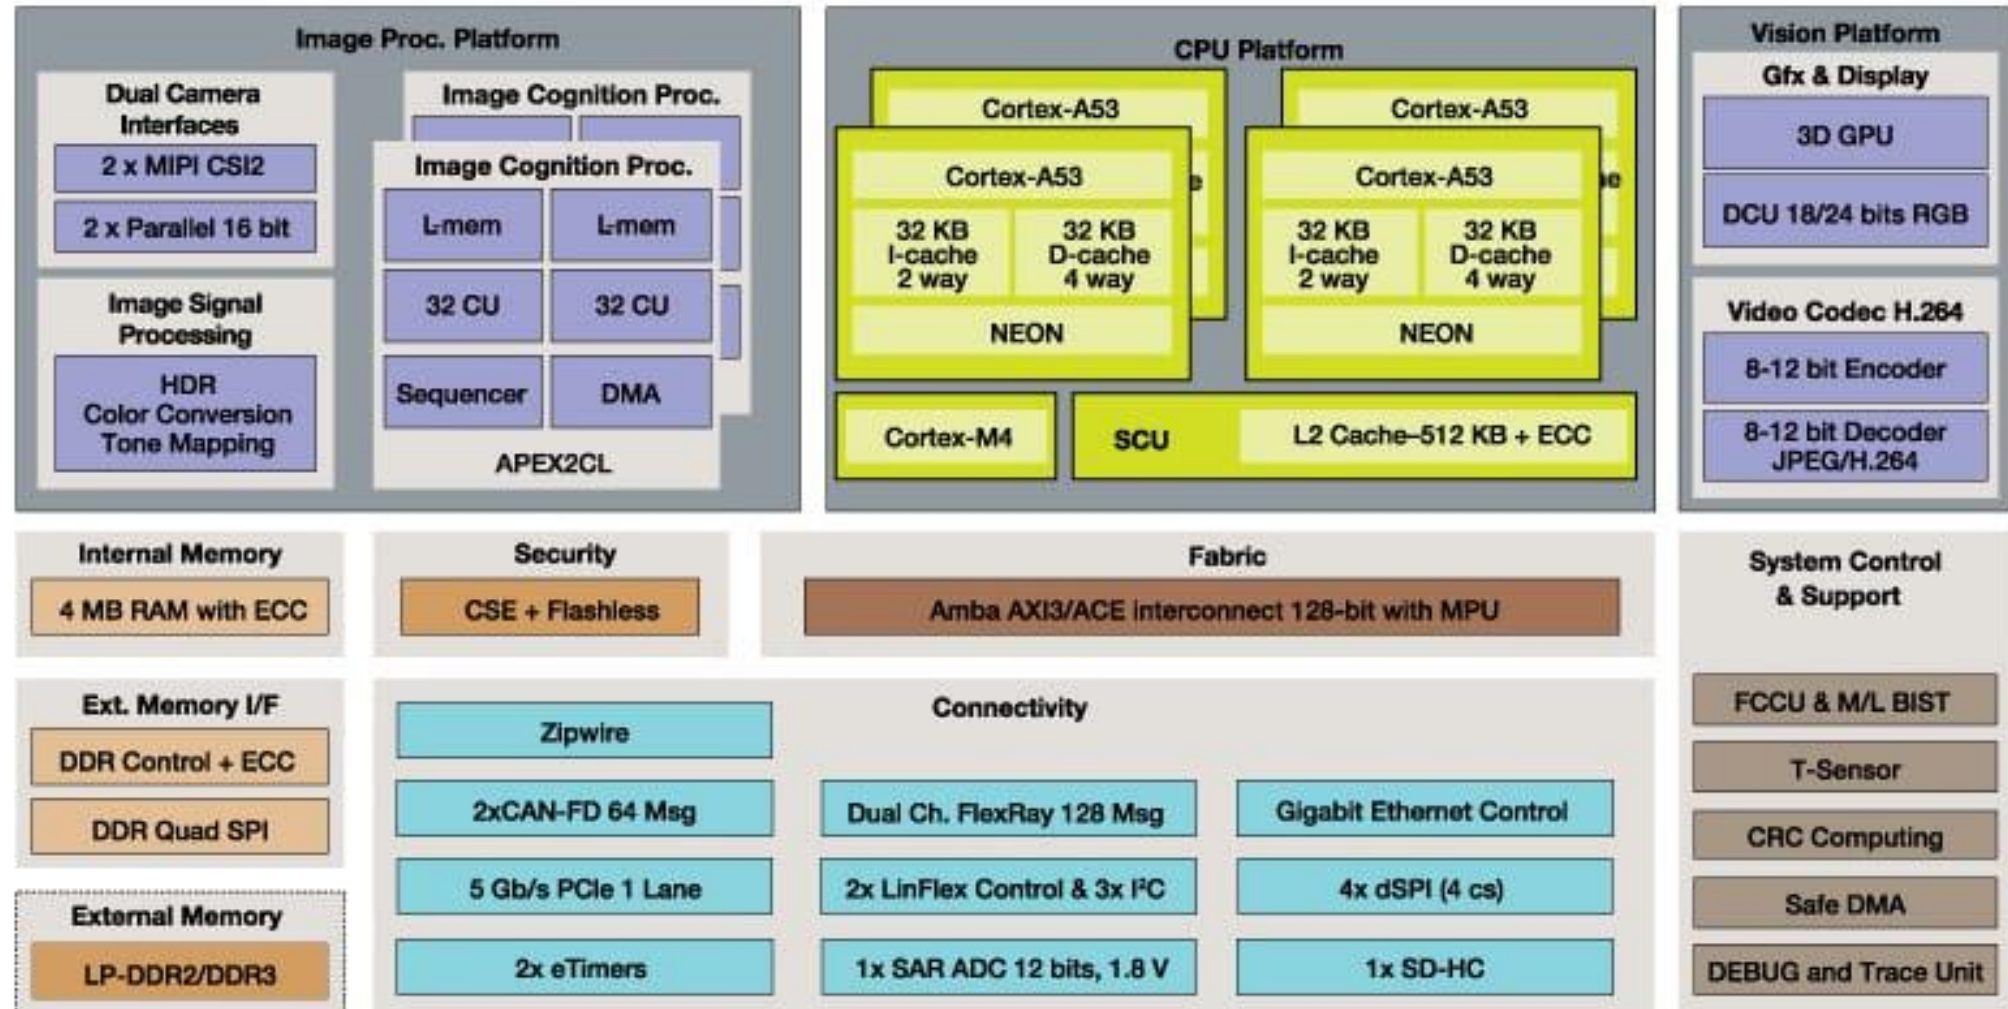 Image Proc. Platform
Dual Camera
Interfaces
2 x MIPI CSI2
2 x Parallel 16 bit
Image Signal
Processing
HDR
Color Conversion
Tone Mapping
Image Cognition Proc.
Image Cognition Proc.
L-mem
L-mem
32 CU
32 CU
Sequencer
DMA
APEX2CL
CPU Platform
Cortex-A53
Cortex-A53
32 KB
I-cache
2 way
32 KB
D-cache
4 way
NEON
Cortex-A53
Cortex-A53
32 KB
I-cache
2 way
32 KB
D-cache
4 way
NEON
Cortex-M4
SCU
L2 Cache–512 KB + ECC
Vision Platform
Gfx & Display
3D GPU
DCU 18/24 bits RGB
Video Codec H.264
8-12 bit Encoder
8-12 bit Decoder
JPEG/H.264
Internal Memory
4 MB RAM with ECC
Security
CSE + Flashless
Fabric
Amba AXI3/ACE interconnect 128-bit with MPU
Ext. Memory I/F
DDR Control + ECC
DDR Quad SPI
External Memory
LP-DDR2/DDR3
Connectivity
Zipwire
2xCAN-FD 64 Msg
Dual Ch. FlexRay 128 Msg
Gigabit Ethernet Control
5 Gb/s PCIe 1 Lane
2x LinFlex Control & 3x I²C
4x dSPI (4 cs)
2x eTimers
1x SAR ADC 12 bits, 1.8 V
1x SD-HC
System Control
& Support
FCCU & M/L BIST
T-Sensor
CRC Computing
Safe DMA
DEBUG and Trace Unit